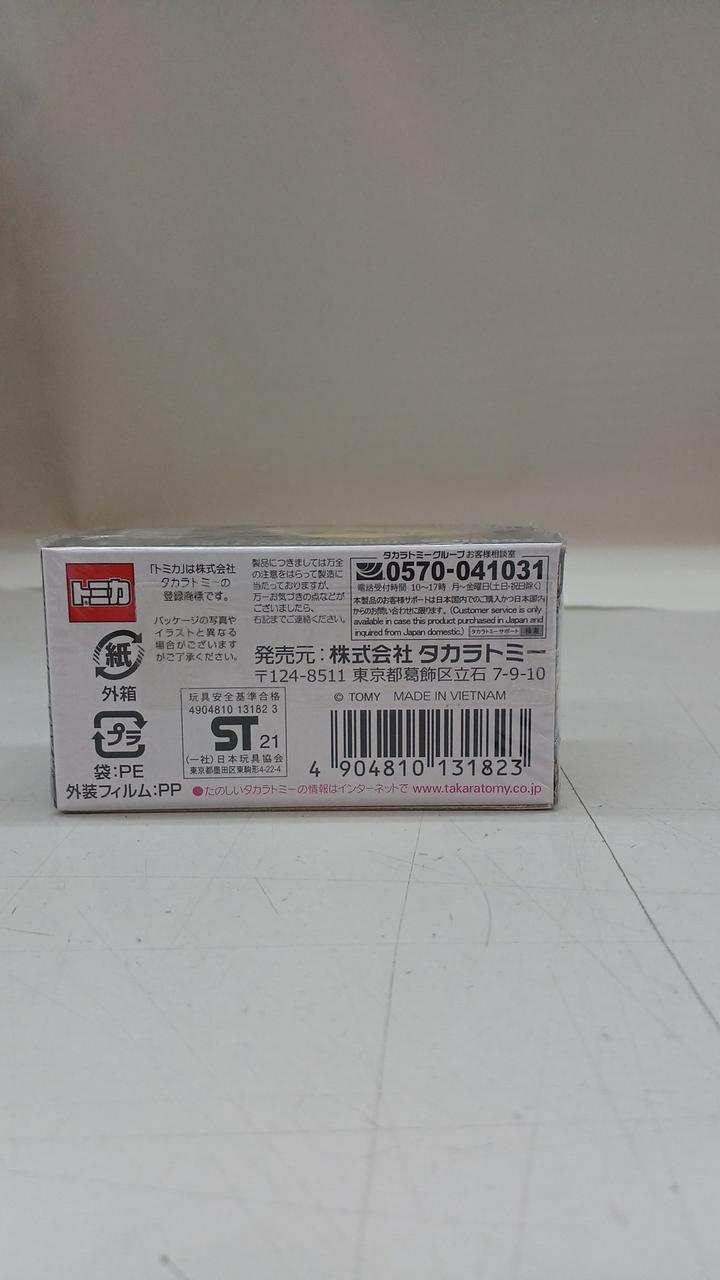 トミカ
「トミカ」は株式会社
タカラトミーの
登録商標です。
パッケージの写真や
イラストと異なる
場合がございます
がご了承ください。
製品につきましては万全
の注意をはらって製造に
当たっておりますが、
万一お気づきの点などが
ございましたら、
右記までご連絡ください。
タカラトミーグループお客様相談室
0570-041031
電話受付時間 10〜17時 月〜金曜日(土日・祝日除く)
本製品のお客様サポートは日本国内でのご購入かつ日本国内
からのお問い合わせに限ります。(Customer service is only
available in case this product purchased in Japan and
inquired from Japan domestic.)
タカラトミーサポート 検索
発売元:株式会社 タカラトミー
〒124-8511 東京都葛飾区立石 7-9-10
紙
外箱
プラ
袋:PE
外装フィルム:PP
玩具安全基準合格
4904810 13182 3
ST 21
(一社)日本玩具協会
東京都墨田区東駒形4-22-4
© TOMY MADE IN VIETNAM
4 904810 131823
●たのしいタカラトミーの情報はインターネットで www.takaratomy.co.jp